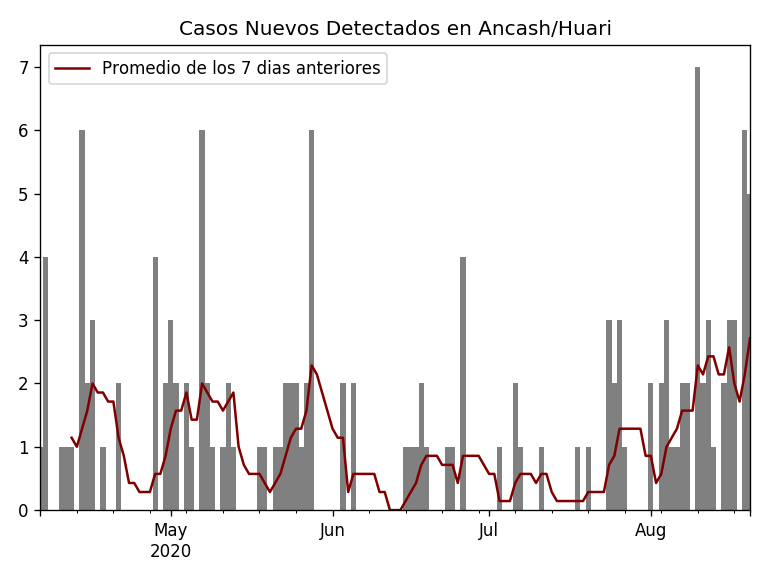 Casos Nuevos Detectados en Ancash/Huari
Promedio de los 7 dias anteriores
7
6
5
4
3
2
1
0
May
2020
Jun
Jul
Aug